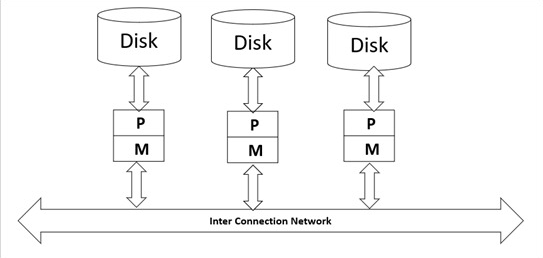 Disk Disk Disk
P P P
M M M
Inter Connection Network